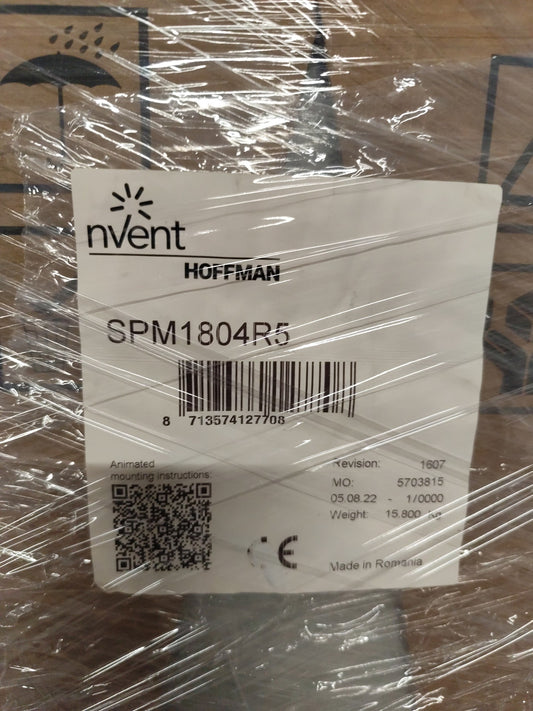 nvent
HOFFMAN
SPM1804R5
8 713574127708
Animated
mounting instructions:
Revision: 1607
MO: 5703815
05.08.22 - 1/0000
Weight: 15.800 kg
CE
Made in Romania